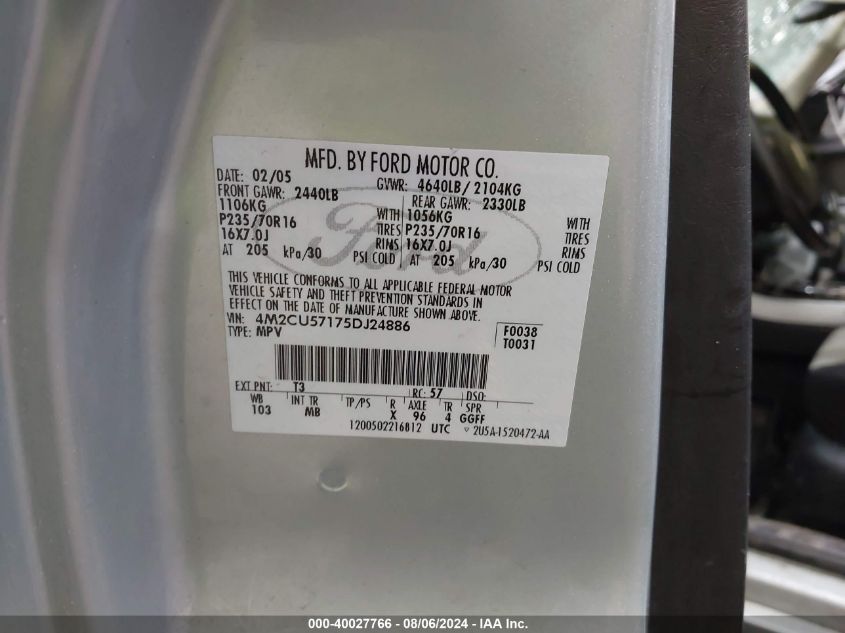 MFD. BY FORD MOTOR CO.
DATE: 02/05 GVWR: 4640LB/ 2104KG
FRONT GAWR: 2440LB REAR GAWR: 2330LB
1106KG WITH 1056KG WITH
P235/70R16 TIRES P235/70R16 TIRES
16X7.0J RIMS 16X7.0J RIMS
AT 205 kPa/30 PSI COLD AT 205 kPa/30 PSI COLD
Ford
THIS VEHICLE CONFORMS TO ALL APPLICABLE FEDERAL MOTOR
VEHICLE SAFETY AND THEFT PREVENTION STANDARDS IN
EFFECT ON THE DATE OF MANUFACTURE SHOWN ABOVE.
VIN: 4M2CU57175DJ24886 F0038
TYPE: MPV T0031
EXT PNT: T3 RC: 57 DSO:
WB INT TR TP/PS R AXLE TR SPR
103 MB X 96 4 GGFF
1200502216812 UTC ▽ 2U5A-1520472-AA
000-40027766 - 08/06/2024 - IAA Inc.